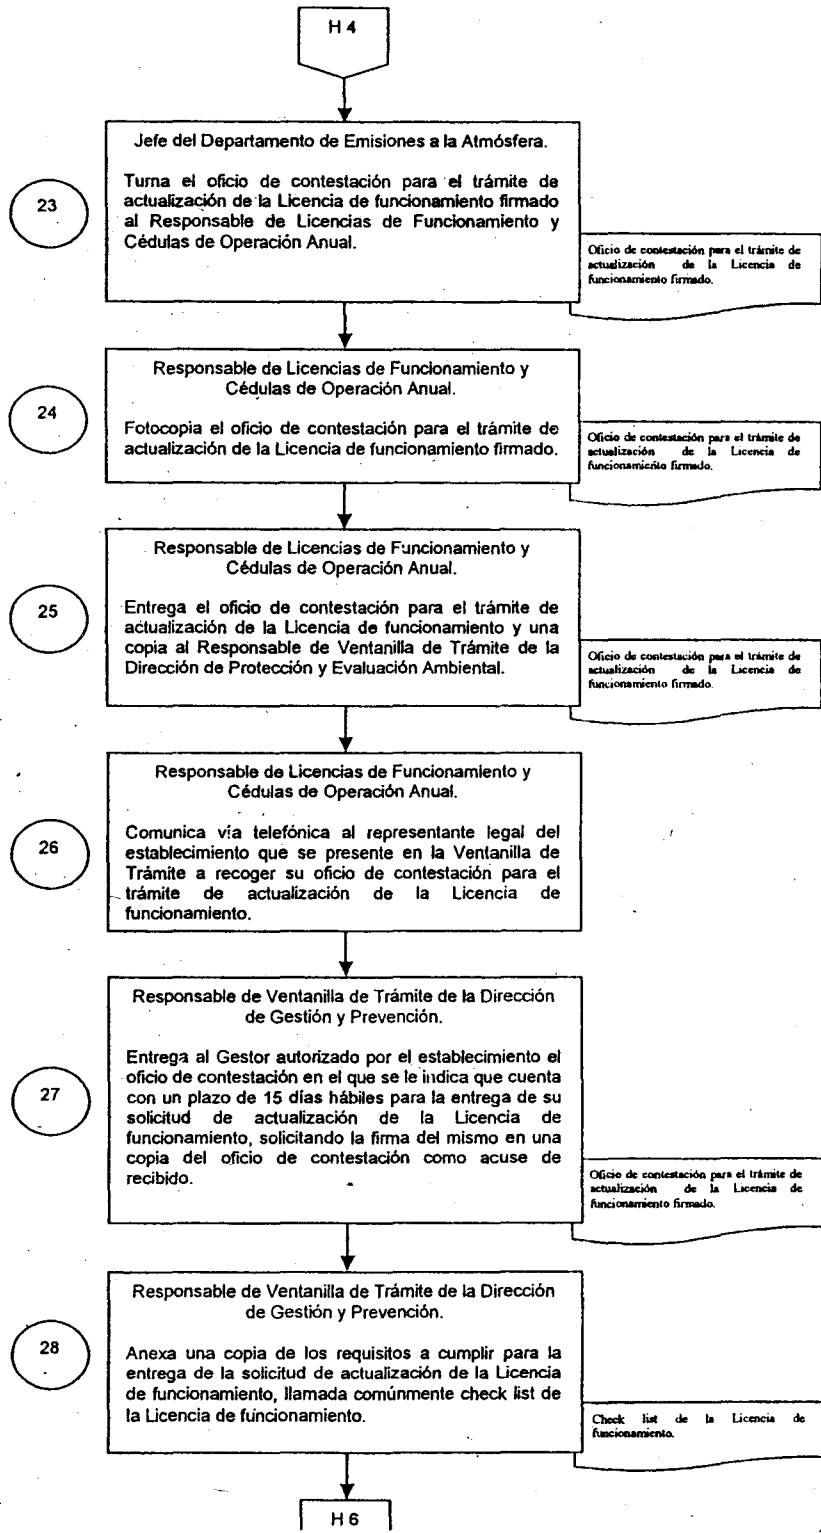 H 4
Jefe del Departamento de Emisiones a la Atmósfera.
23
Turna el oficio de contestación para el trámite de
actualización de la Licencia de funcionamiento firmado
al Responsable de Licencias de Funcionamiento y
Cédulas de Operación Anual.
Oficio de contestación para el trámite de
actualización de la Licencia de
funcionamiento firmado.
Responsable de Licencias de Funcionamiento y
Cédulas de Operación Anual.
24
Fotocopia el oficio de contestación para el trámite de
actualización de la Licencia de funcionamiento firmado.
Oficio de contestación para el trámite de
actualización de la Licencia de
funcionamiento firmado.
Responsable de Licencias de Funcionamiento y
Cédulas de Operación Anual.
25
Entrega el oficio de contestación para el trámite de
actualización de la Licencia de funcionamiento y una
copia al Responsable de Ventanilla de Trámite de la
Dirección de Protección y Evaluación Ambiental.
Oficio de contestación para el trámite de
actualización de la Licencia de
funcionamiento firmado.
Responsable de Licencias de Funcionamiento y
Cédulas de Operación Anual.
26
Comunica vía telefónica al representante legal del
establecimiento que se presente en la Ventanilla de
Trámite a recoger su oficio de contestación para el
trámite de actualización de la Licencia de
funcionamiento.
Responsable de Ventanilla de Trámite de la Dirección
de Gestión y Prevención.
27
Entrega al Gestor autorizado por el establecimiento el
oficio de contestación en el que se le indica que cuenta
con un plazo de 15 días hábiles para la entrega de su
solicitud de actualización de la Licencia de
funcionamiento, solicitando la firma del mismo en una
copia del oficio de contestación como acuse de
recibido.
Oficio de contestación para el trámite de
actualización de la Licencia de
funcionamiento firmado.
Responsable de Ventanilla de Trámite de la Dirección
de Gestión y Prevención.
28
Anexa una copia de los requisitos a cumplir para la
entrega de la solicitud de actualización de la Licencia
de funcionamiento, llamada comúnmente check list de
la Licencia de funcionamiento.
Check list de la Licencia de
funcionamiento.
H 6